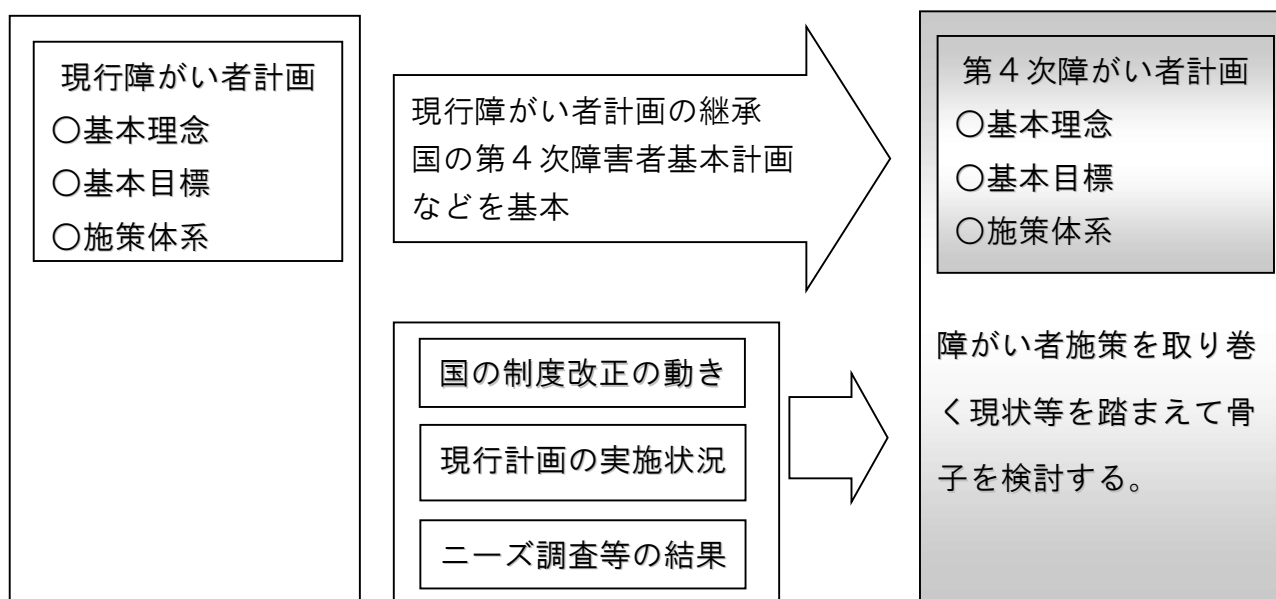 現行障がい者計画
○基本理念
○基本目標
○施策体系
現行障がい者計画の継承
国の第４次障害者基本計画
などを基本
国の制度改正の動き
現行計画の実施状況
ニーズ調査等の結果
第４次障がい者計画
○基本理念
○基本目標
○施策体系
障がい者施策を取り巻
く現状等を踏まえて骨
子を検討する。